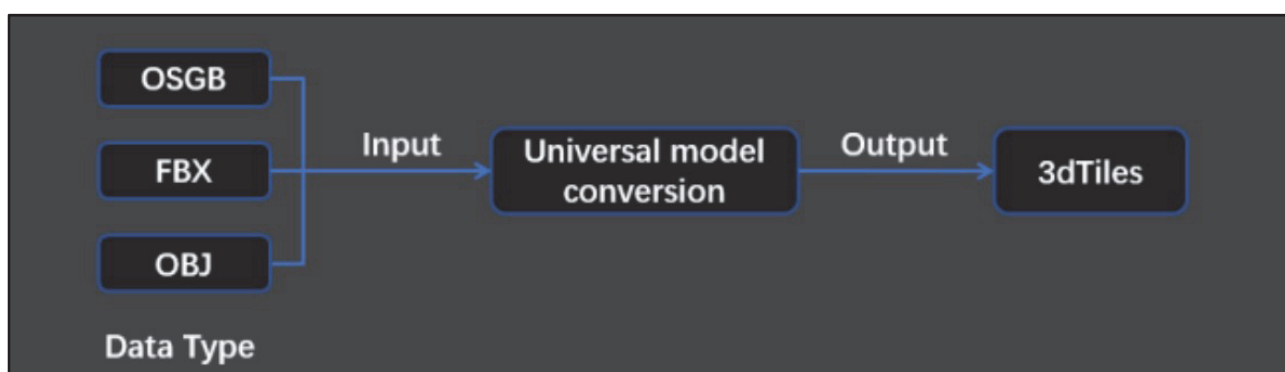 OSGB
FBX
OBJ
Data Type
Input
Universal model
conversion
Output
3dTiles